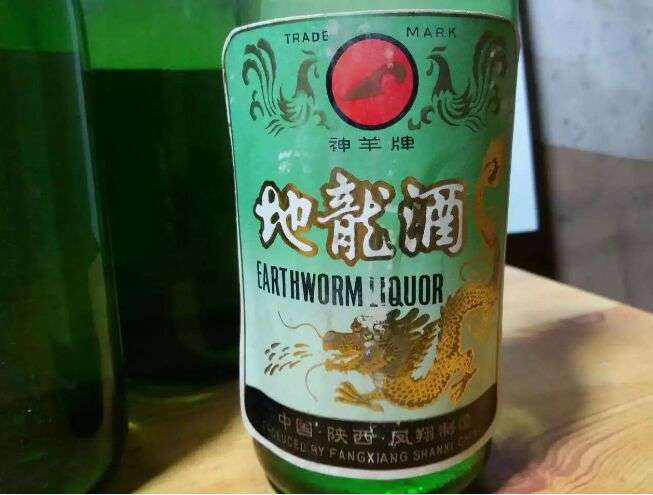 TRADE MARK
神羊牌
地龍酒
EARTHWORM LIQUOR
中国·陕西·凤翔制
BY FANGXIANG SHANXI